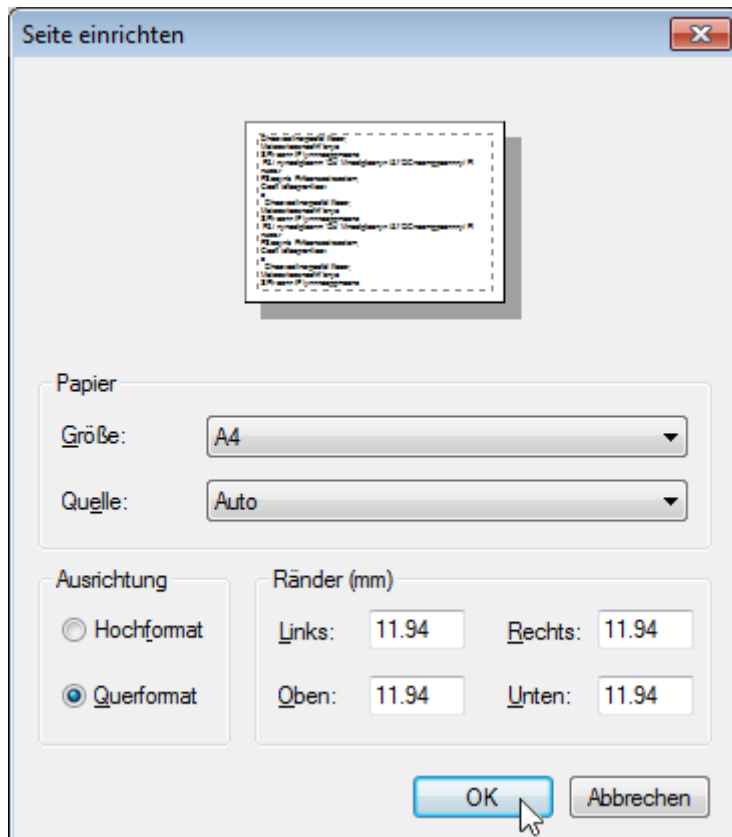 Seite einrichten
Papier
Größe:
A4
Quelle:
Auto
Ausrichtung
Hochformat
Querformat
Ränder (mm)
Links: 11.94 Rechts: 11.94
Oben: 11.94 Unten: 11.94
OK Abbrechen